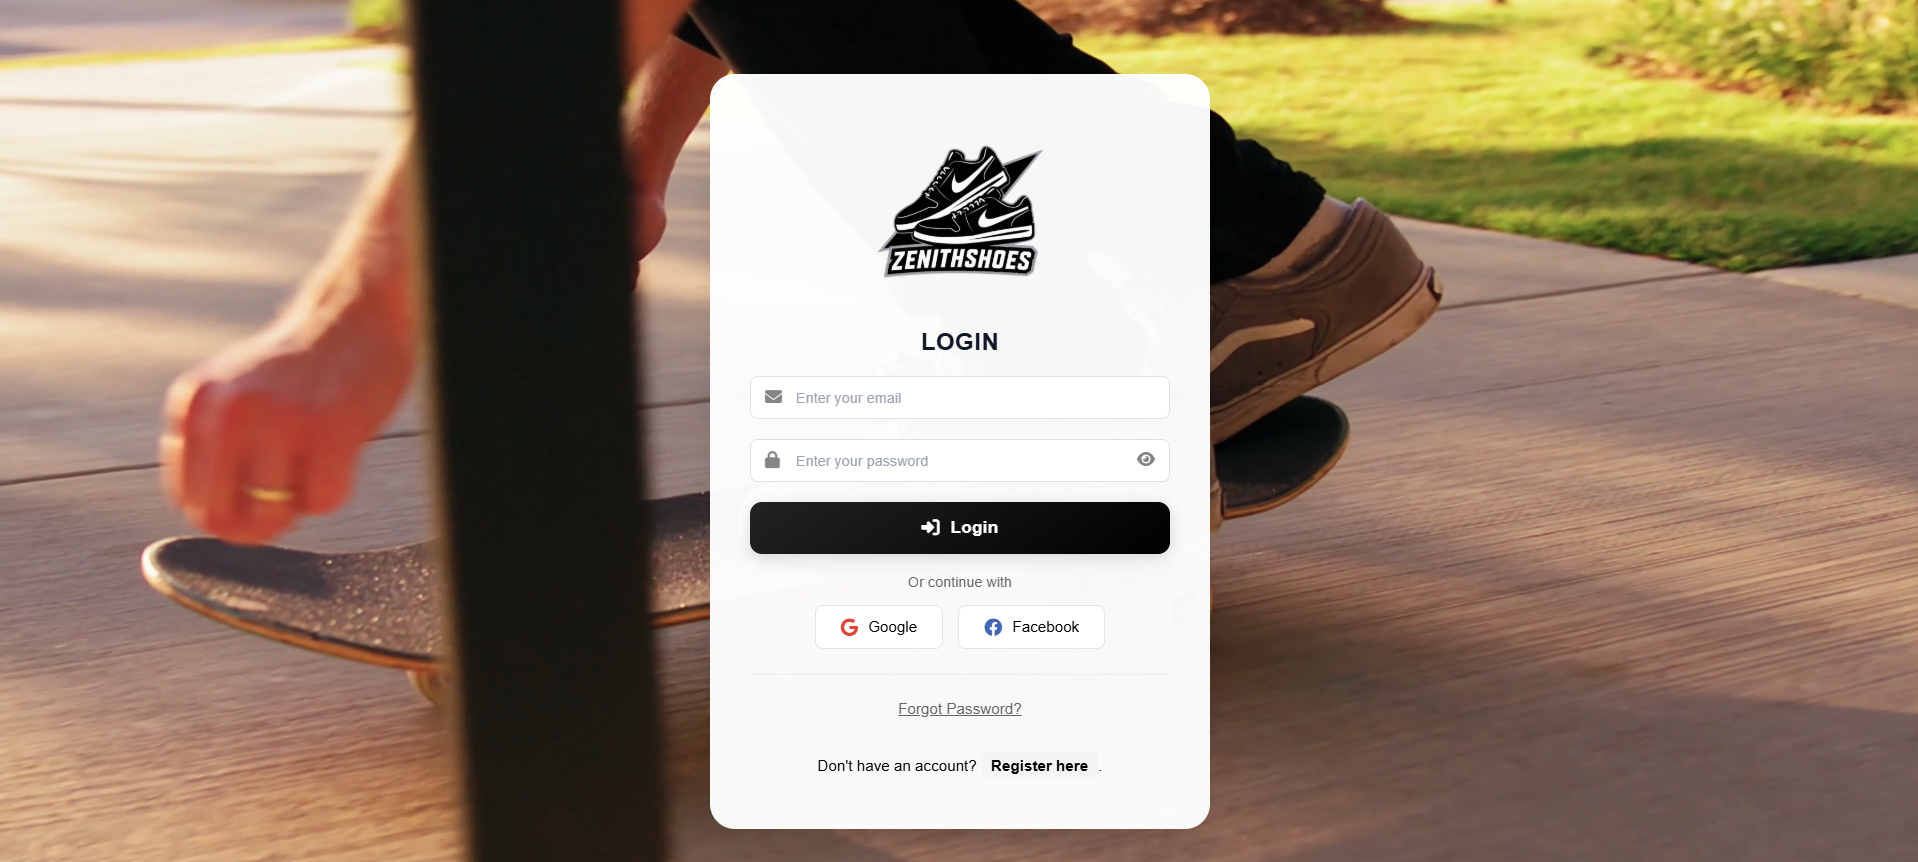 ZENITHSHOES
LOGIN
Enter your email
Enter your password
Login
Or continue with
Google
Facebook
Forgot Password?
Don't have an account? Register here.